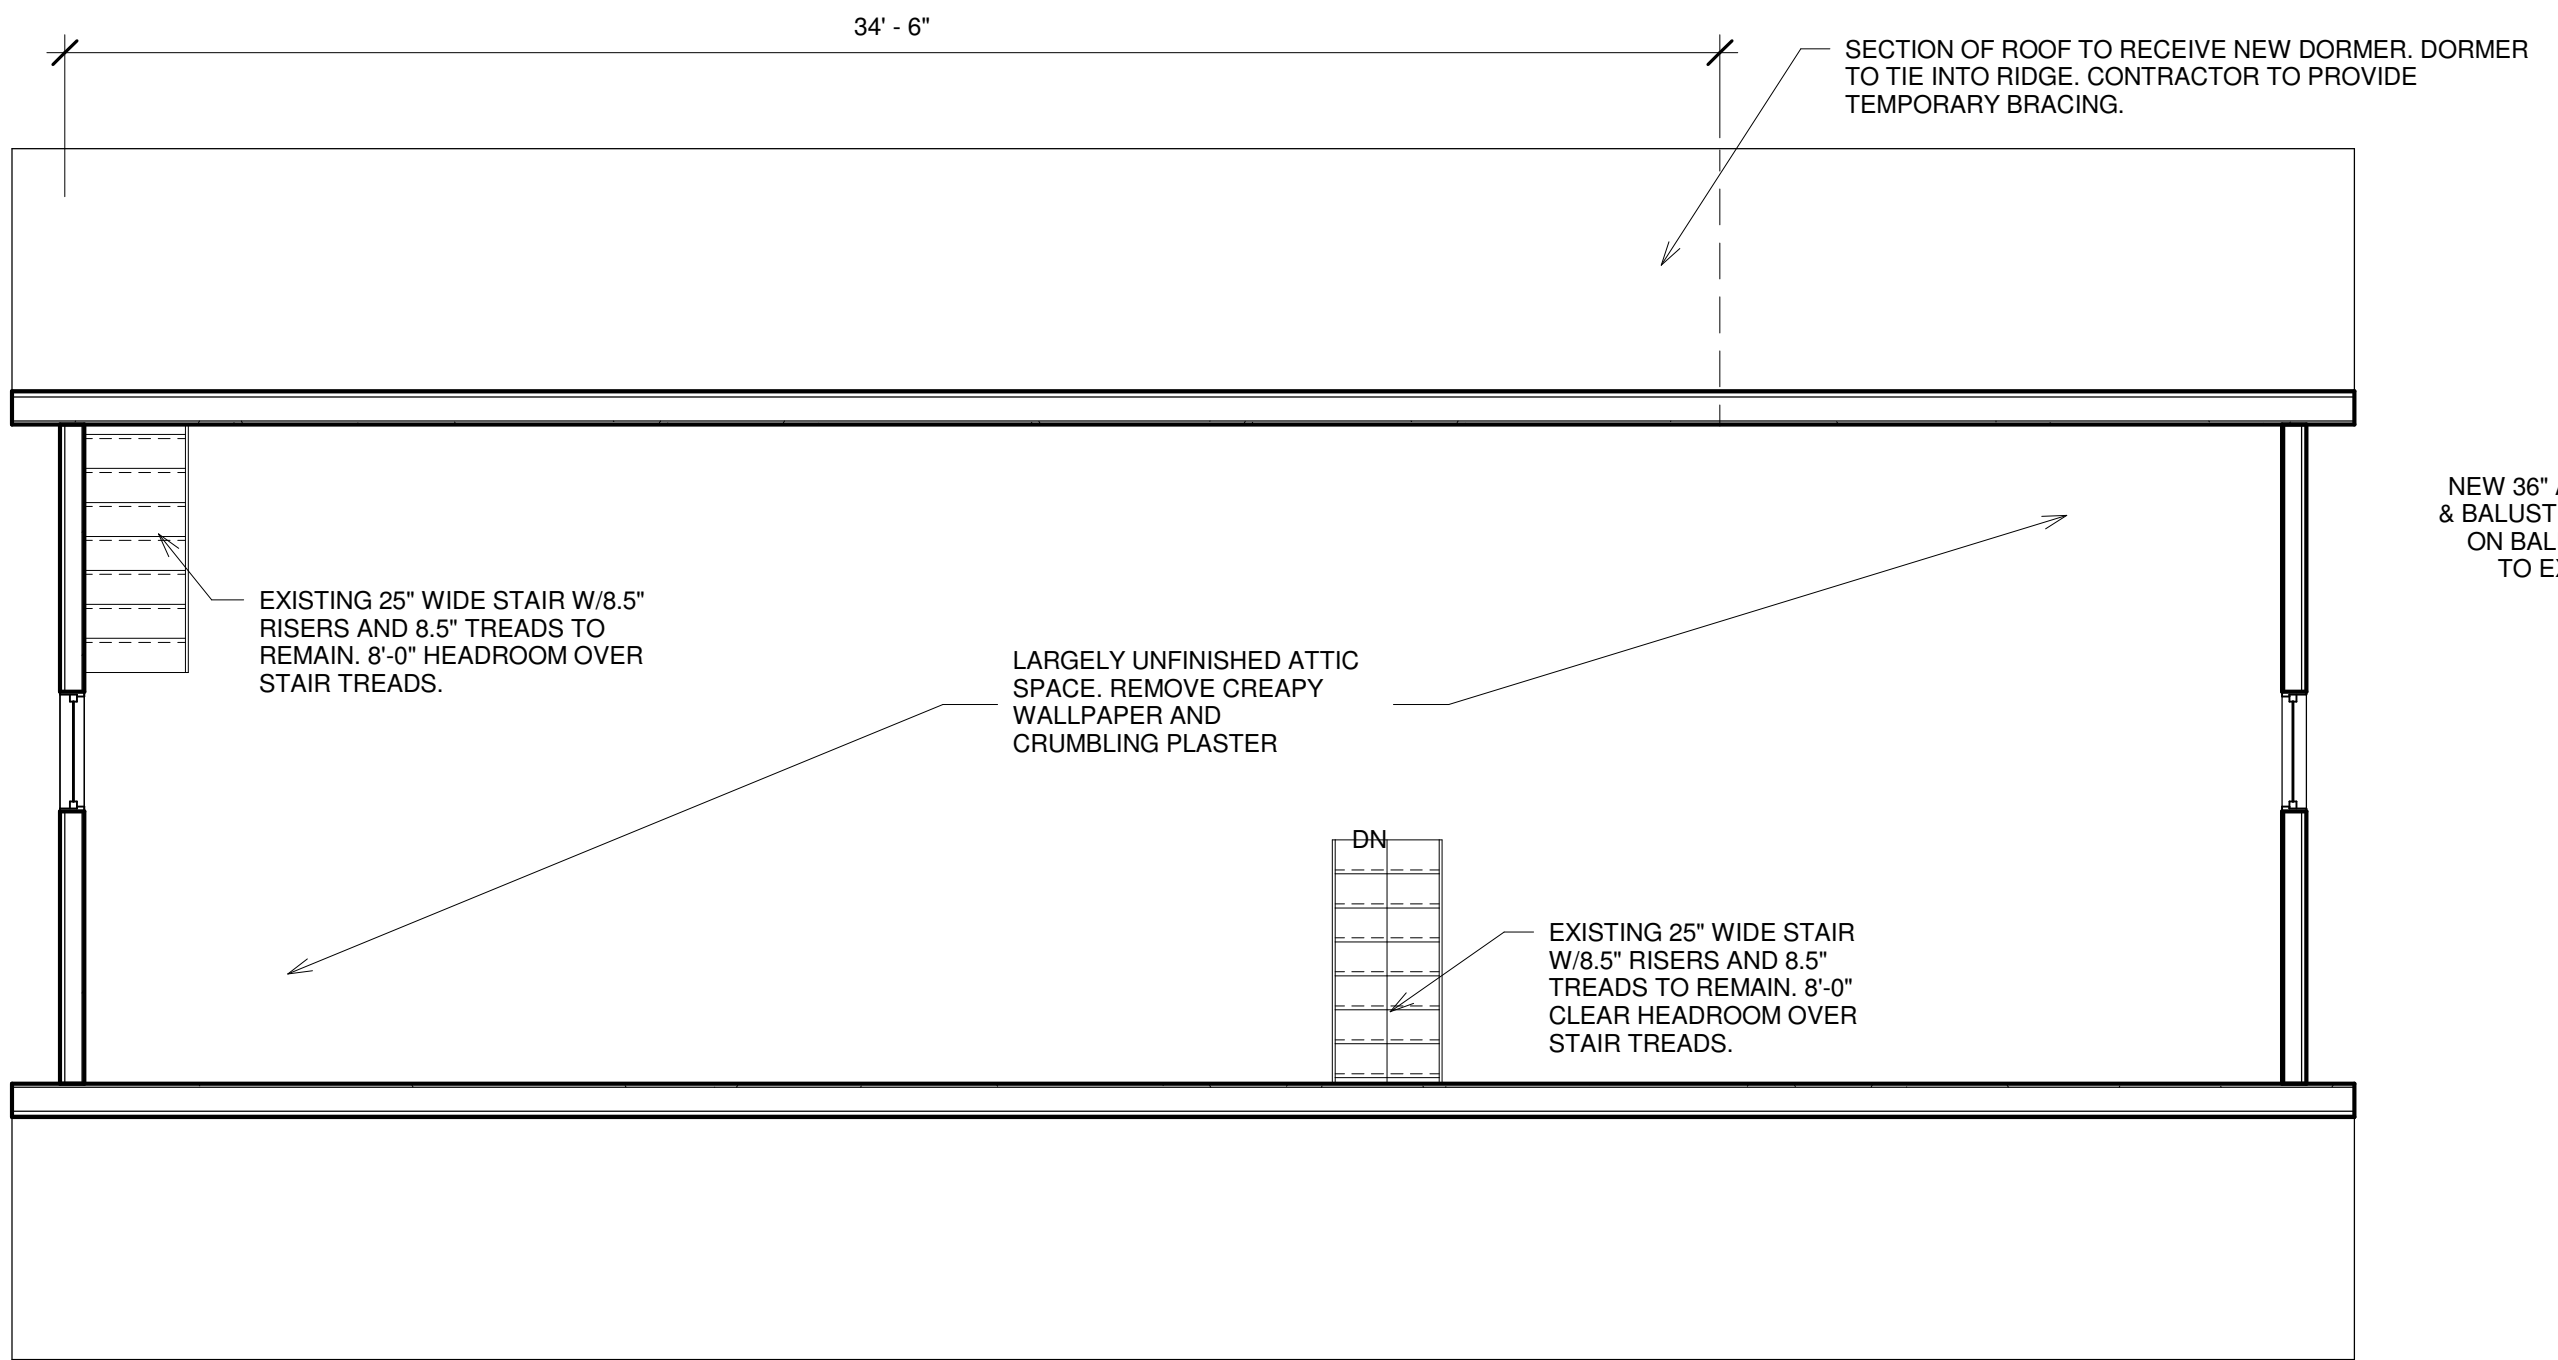 34' - 6"
SECTION OF ROOF TO RECEIVE NEW DORMER. DORMER
TO TIE INTO RIDGE. CONTRACTOR TO PROVIDE
TEMPORARY BRACING.
NEW 36"
& BALUST
ON BAL
TO E
EXISTING 25" WIDE STAIR W/8.5"
RISERS AND 8.5" TREADS TO
REMAIN. 8'-0" HEADROOM OVER
STAIR TREADS.
LARGELY UNFINISHED ATTIC
SPACE. REMOVE CREAPY
WALLPAPER AND
CRUMBLING PLASTER
DN
EXISTING 25" WIDE STAIR
W/8.5" RISERS AND 8.5"
TREADS TO REMAIN. 8'-0"
CLEAR HEADROOM OVER
STAIR TREADS.